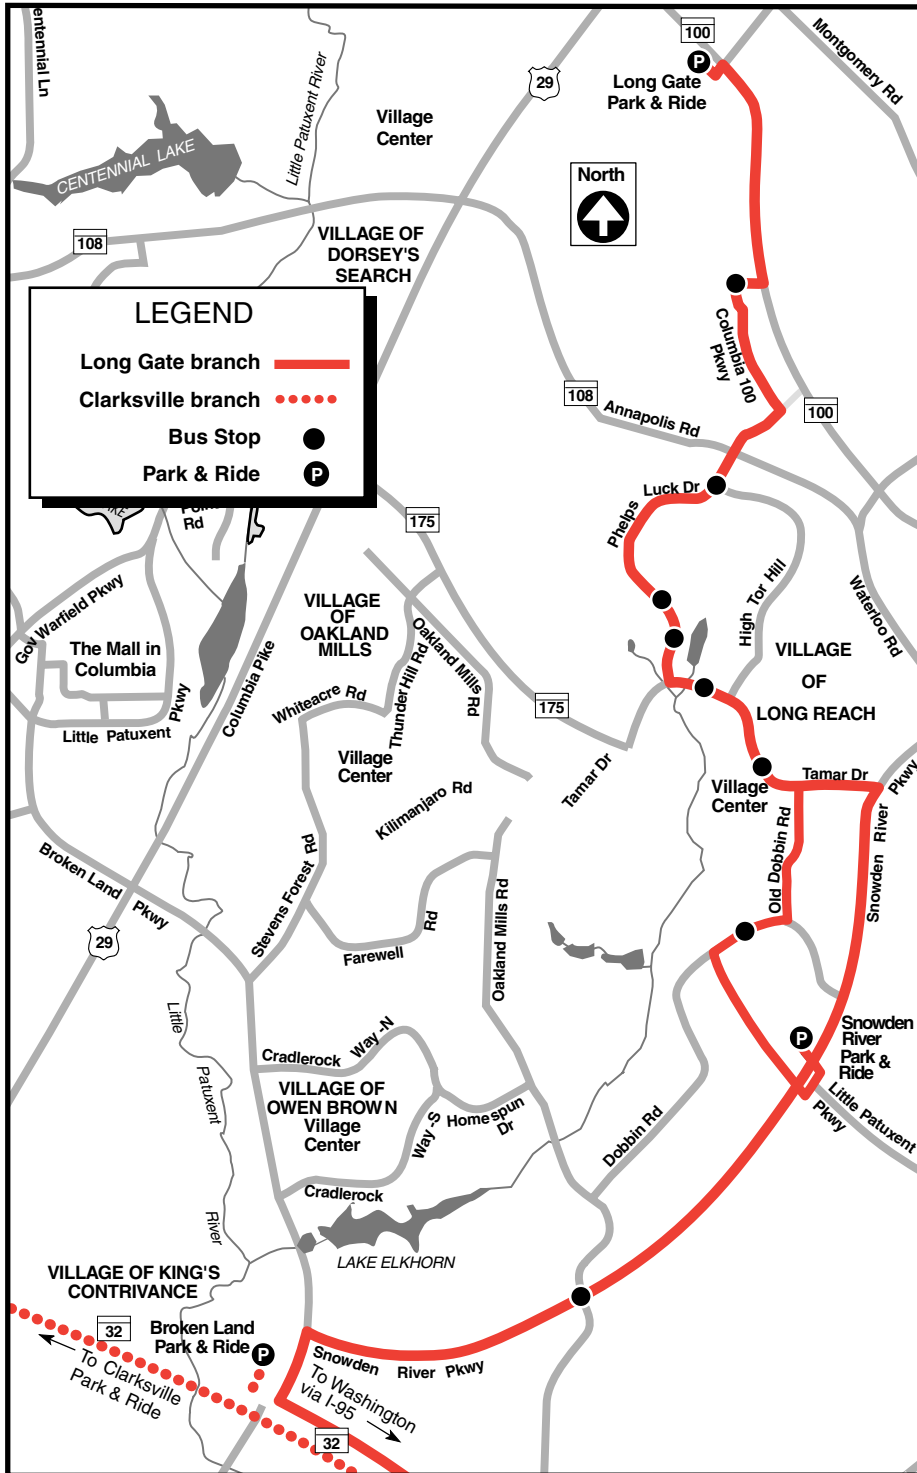 entennial Ln
Little Patuxent River
100
Montgomery Rd
P
Long Gate
Park & Ride
29
Village
Center
CENTENNIAL LAKE
North
108
VILLAGE OF
DORSEY'S
SEARCH
LEGEND
Long Gate branch
Clarksville branch
Bus Stop
Park & Ride
P
Columbia 100
Pkwy
108
Annapolis Rd
100
Rd
175
Phelps
Luck Dr
Gov Warfield Pkwy
The Mall in
Columbia
Little Patuxent
Pkwy
Columbia Pike
VILLAGE
OF
OAKLAND
MILLS
Whiteacre Rd
Thunder Hill Rd
Oakland Mills
Rd
High Tor Hill
Waterloo Rd
VILLAGE
OF
LONG REACH
175
Village
Center
Kilimanjaro Rd
Tamar Dr
Village
Center
Tamar Dr
Pkwy
Snowden River
Old Dobbin Rd
Broken Land
Pkwy
29
Stevens Forest Rd
Farewell
Rd
Oakland Mills Rd
Little
Patuxent
River
Cradlerock
Way -N
VILLAGE OF
OWEN BROWN
Village
Center
Way -S
Homespun
Dr
Cradlerock
Dobbin Rd
P
Snowden
River
Park &
Ride
Little Patuxent
Pkwy
LAKE ELKHORN
VILLAGE OF KING'S
CONTRIVANCE
32
Broken Land
Park & Ride
P
To Clarksville
Park & Ride
Snowden River Pkwy
To Washington
via I-95
32